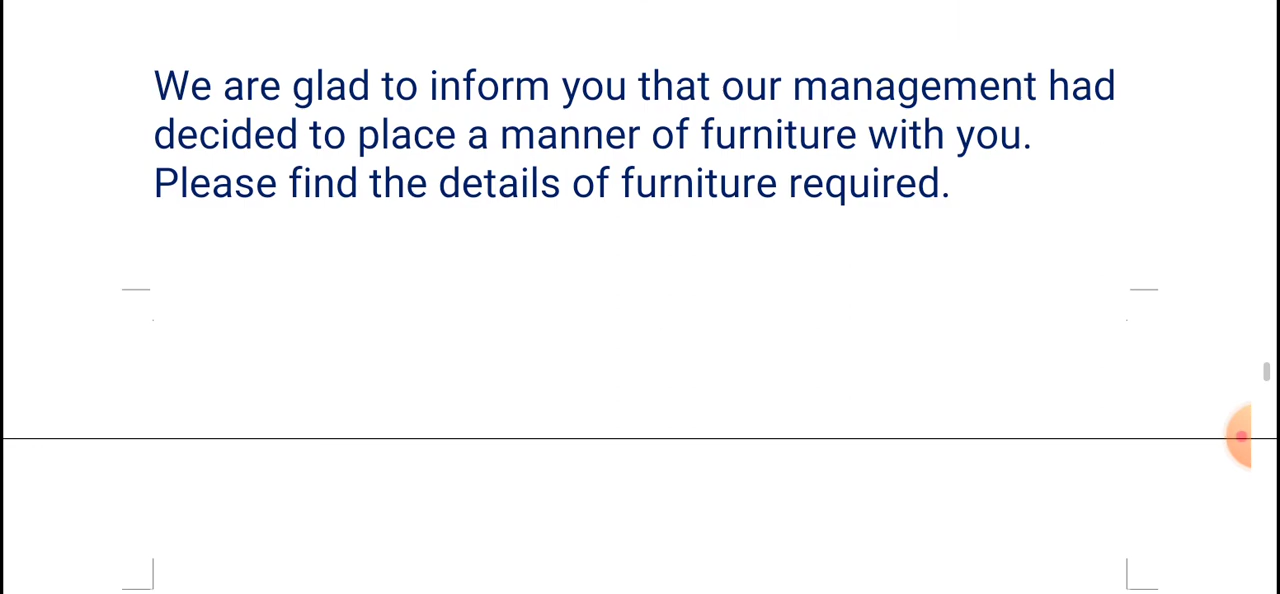 We are glad to inform you that our management had
decided to place a manner of furniture with you.
Please find the details of furniture required.